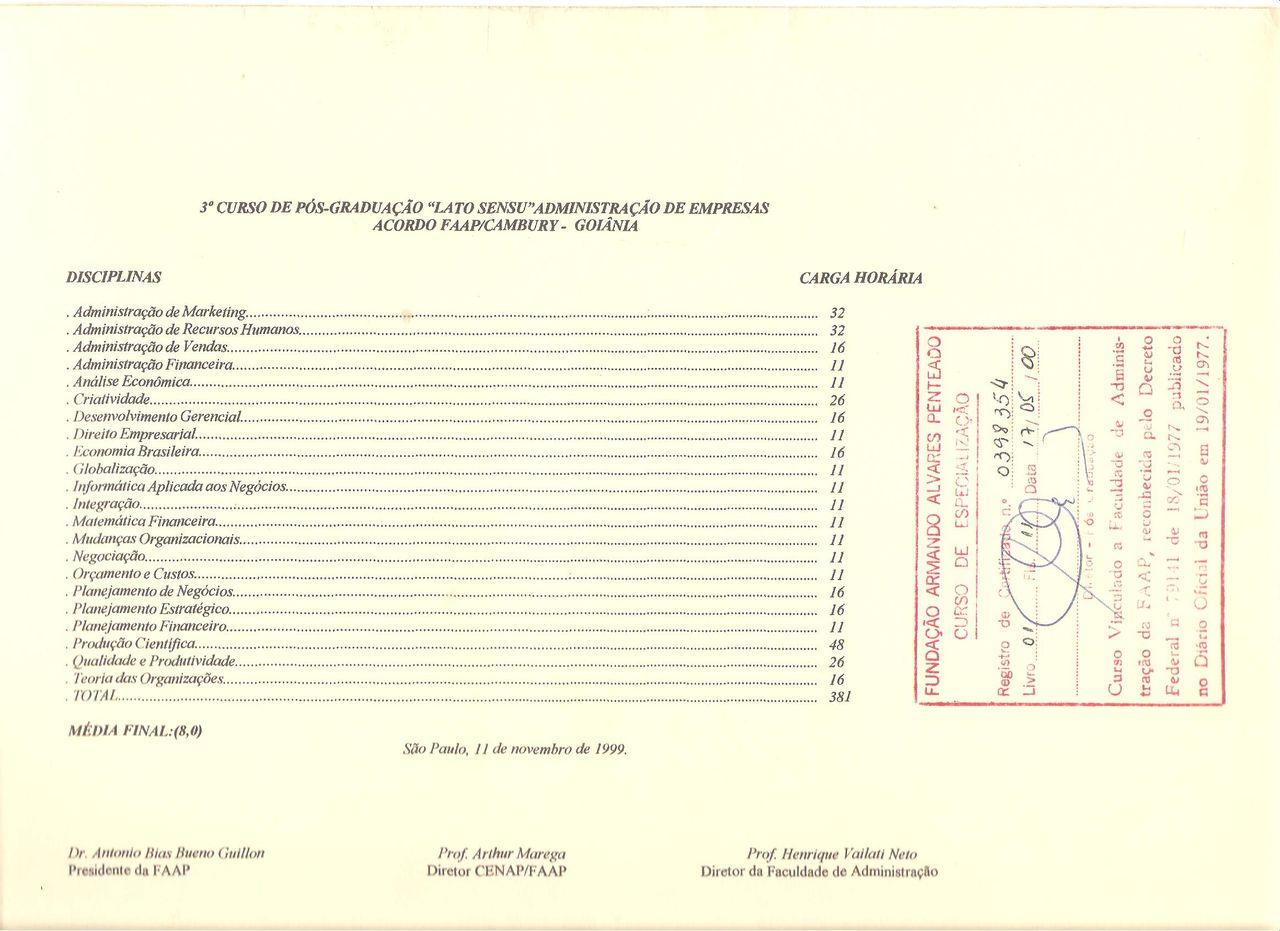 3º CURSO DE PÓS-GRADUAÇÃO “LATO SENSU”ADMINISTRAÇÃO DE EMPRESAS
ACORDO FAAP/CAMBURY - GOIÂNIA
DISCIPLINAS CARGA HORÁRIA
. Administração de Marketing 32
. Administração de Recursos Humanos 32
. Administração de Vendas 16
. Administração Financeira 11
. Análise Econômica 11
. Criatividade 26
. Desenvolvimento Gerencial 16
. Direito Empresarial 11
. Economia Brasileira 16
. Globalização 11
. Informática Aplicada aos Negócios 11
. Integração 11
. Matemática Financeira 11
. Mudanças Organizacionais 11
. Negociação 11
. Orçamento e Custos 11
. Planejamento de Negócios 16
. Planejamento Estratégico 16
. Planejamento Financeiro 11
. Produção Científica 48
. Qualidade e Produtividade 26
. Teoria das Organizações 16
. TOTAL 381
MÉDIA FINAL:(8,0)
São Paulo, 11 de novembro de 1999.
Dr. Antonio Bias Bueno Guillon
Presidente da FAAP
Prof. Arthur Marega
Diretor CENAP/FAAP
Prof. Henrique Vailati Neto
Diretor da Faculdade de Administração
FUNDAÇÃO ARMANDO ALVARES PENTEADO
CURSO DE ESPECIALIZAÇÃO
Registro de Certificado n.º 0398354
Livro 01 Fls. 11 Data 17/05/00
Diretor - Pós Graduação
Curso Vinculado a Faculdade de Adminis-
tração da FAAP, reconhecida pelo Decreto
Federal nº 79141 de 18/01/1977 publicado
no Diário Oficial da União em 19/01/1977.